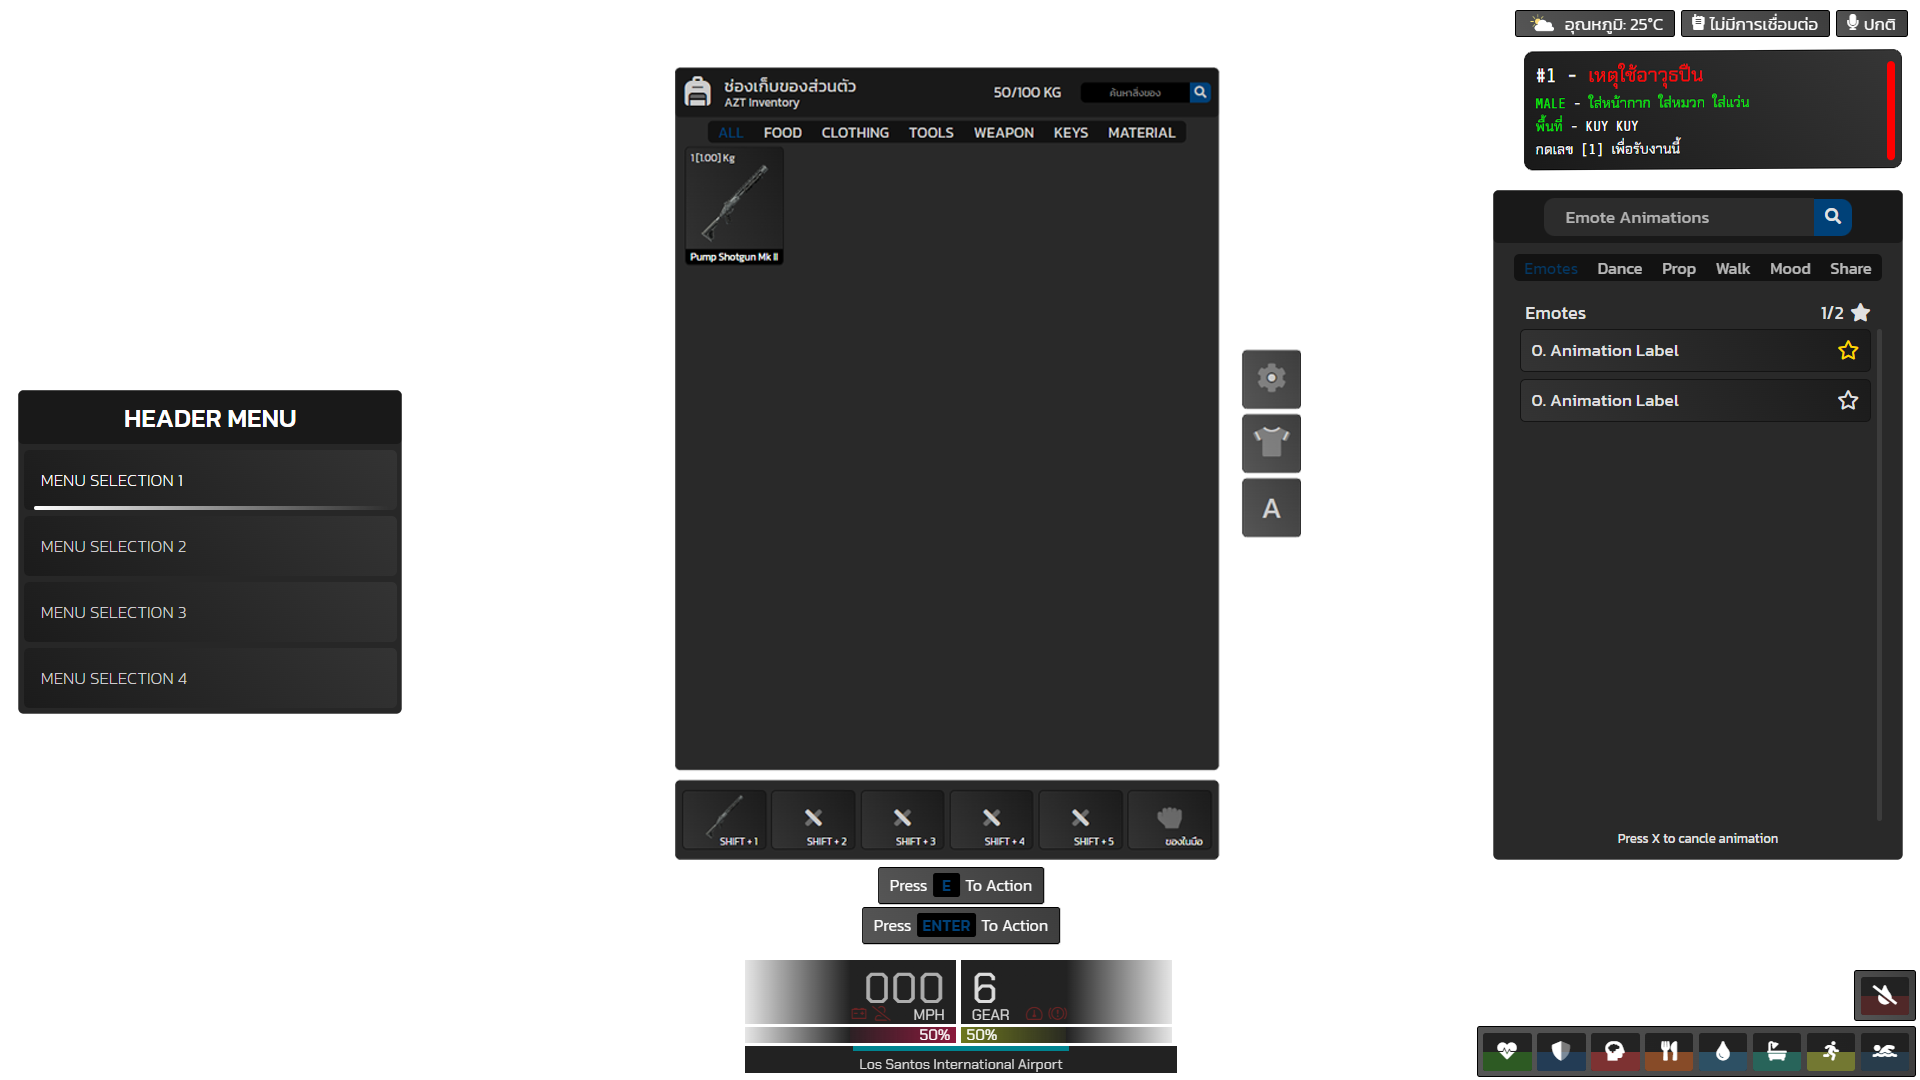 อุณหภูมิ: 25°C
ไม่มีการเชื่อมต่อ
ปกติ
#1 - เหตุใช้อาวุธปืน
MALE - ใส่หน้ากาก ใส่หมวก ใส่แว่น
พื้นที่ - KUY KUY
กดเลข [1] เพื่อรับงานนี้
ช่องเก็บของส่วนตัว
AZT Inventory
50/100 KG
ค้นหาสิ่งของ
ALL FOOD CLOTHING TOOLS WEAPON KEYS MATERIAL
1 [1.00] Kg
Pump Shotgun Mk II
A
SHIFT + 1
SHIFT + 2
SHIFT + 3
SHIFT + 4
SHIFT + 5
ของในมือ
Press E To Action
Press ENTER To Action
HEADER MENU
MENU SELECTION 1
MENU SELECTION 2
MENU SELECTION 3
MENU SELECTION 4
Emote Animations
Emotes Dance Prop Walk Mood Share
Emotes 1/2
0. Animation Label
0. Animation Label
Press X to cancle animation
000 MPH
6 GEAR
50% 50%
Los Santos International Airport